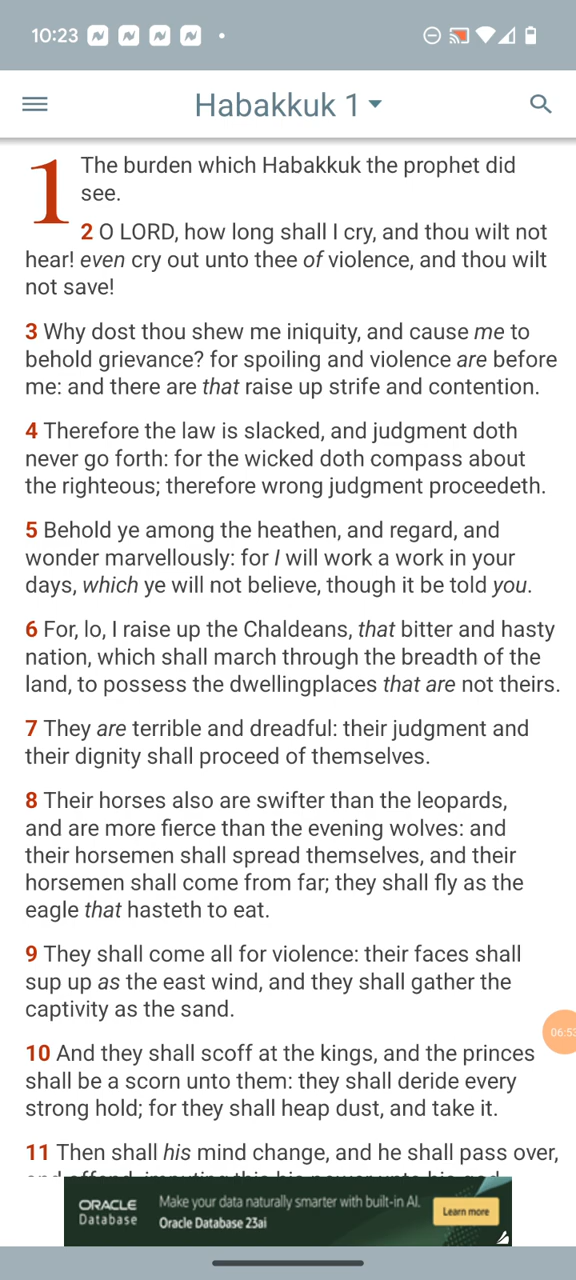 10:23
Habakkuk 1
1 The burden which Habakkuk the prophet did
see.
2 O LORD, how long shall I cry, and thou wilt not
hear! even cry out unto thee of violence, and thou wilt
not save!
3 Why dost thou shew me iniquity, and cause me to
behold grievance? for spoiling and violence are before
me: and there are that raise up strife and contention.
4 Therefore the law is slacked, and judgment doth
never go forth: for the wicked doth compass about
the righteous; therefore wrong judgment proceedeth.
5 Behold ye among the heathen, and regard, and
wonder marvellously: for I will work a work in your
days, which ye will not believe, though it be told you.
6 For, lo, I raise up the Chaldeans, that bitter and hasty
nation, which shall march through the breadth of the
land, to possess the dwellingplaces that are not theirs.
7 They are terrible and dreadful: their judgment and
their dignity shall proceed of themselves.
8 Their horses also are swifter than the leopards,
and are more fierce than the evening wolves: and
their horsemen shall spread themselves, and their
horsemen shall come from far; they shall fly as the
eagle that hasteth to eat.
9 They shall come all for violence: their faces shall
sup up as the east wind, and they shall gather the
captivity as the sand.
10 And they shall scoff at the kings, and the princes
shall be a scorn unto them: they shall deride every
strong hold; for they shall heap dust, and take it.
11 Then shall his mind change, and he shall pass over,
06:53
ORACLE
Database
Make your data naturally smarter with built-in AI.
Oracle Database 23ai
Learn more